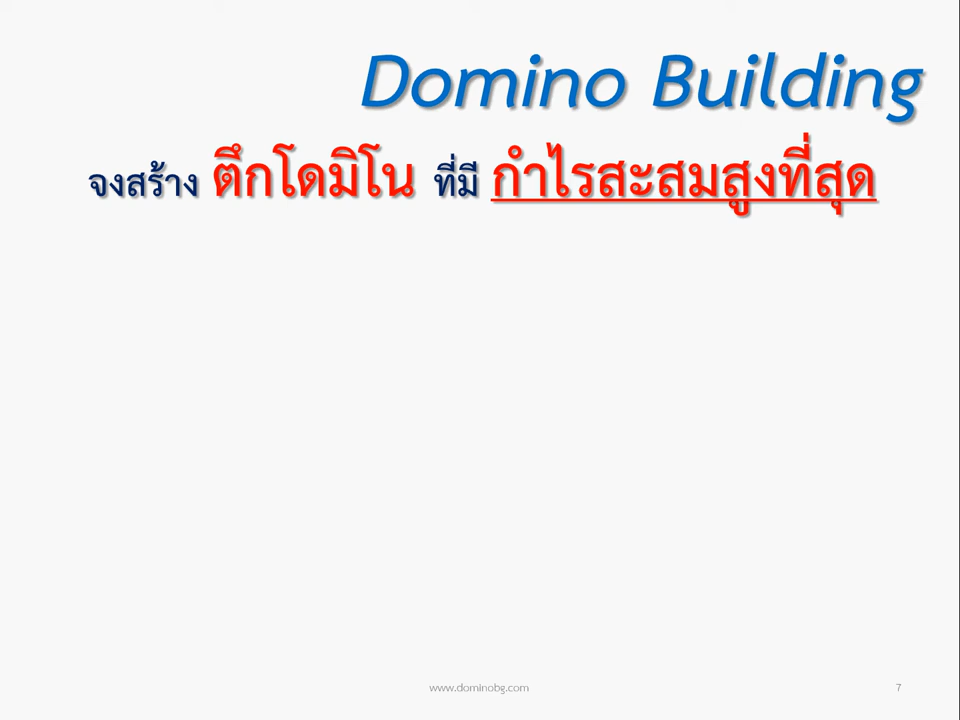 Domino Building
จงสร้าง ตึกโดมิโน ที่มี กำไรสะสมสูงที่สุด
www.dominobg.com
7